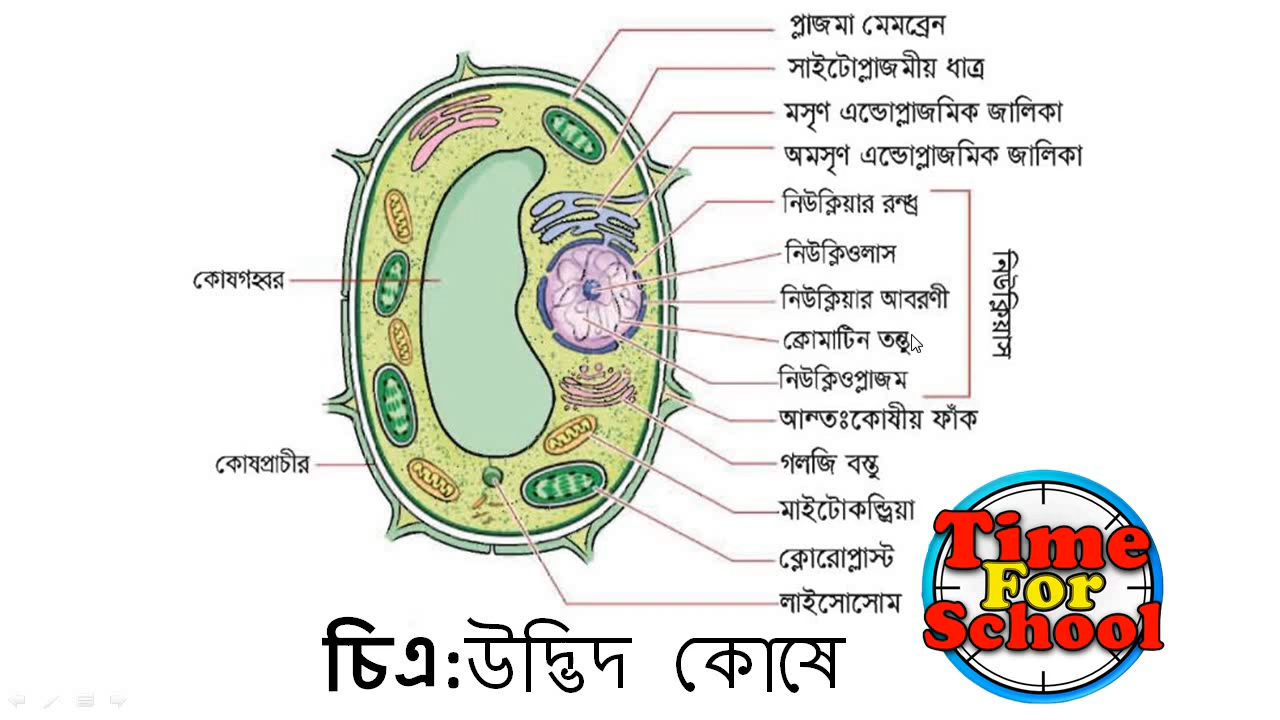 প্লাজমা মেমব্রেন
সাইটোপ্লাজমীয় ধাত্র
মসৃণ এন্ডোপ্লাজমিক জালিকা
অমসৃণ এন্ডোপ্লাজমিক জালিকা
নিউক্লিয়ার রন্ধ্র
নিউক্লিওলাস
নিউক্লিয়ার আবরণী
ক্রোমাটিন তন্তু
নিউক্লিওপ্লাজম
নিউক্লিয়াস
আন্তঃকোষীয় ফাঁক
গলজি বস্তু
মাইটোকন্ড্রিয়া
ক্লোরোপ্লাস্ট
লাইসোসোম
কোষগহ্বর
কোষপ্রাচীর
চিএ:উদ্ভিদ কোষে
Time
For
School